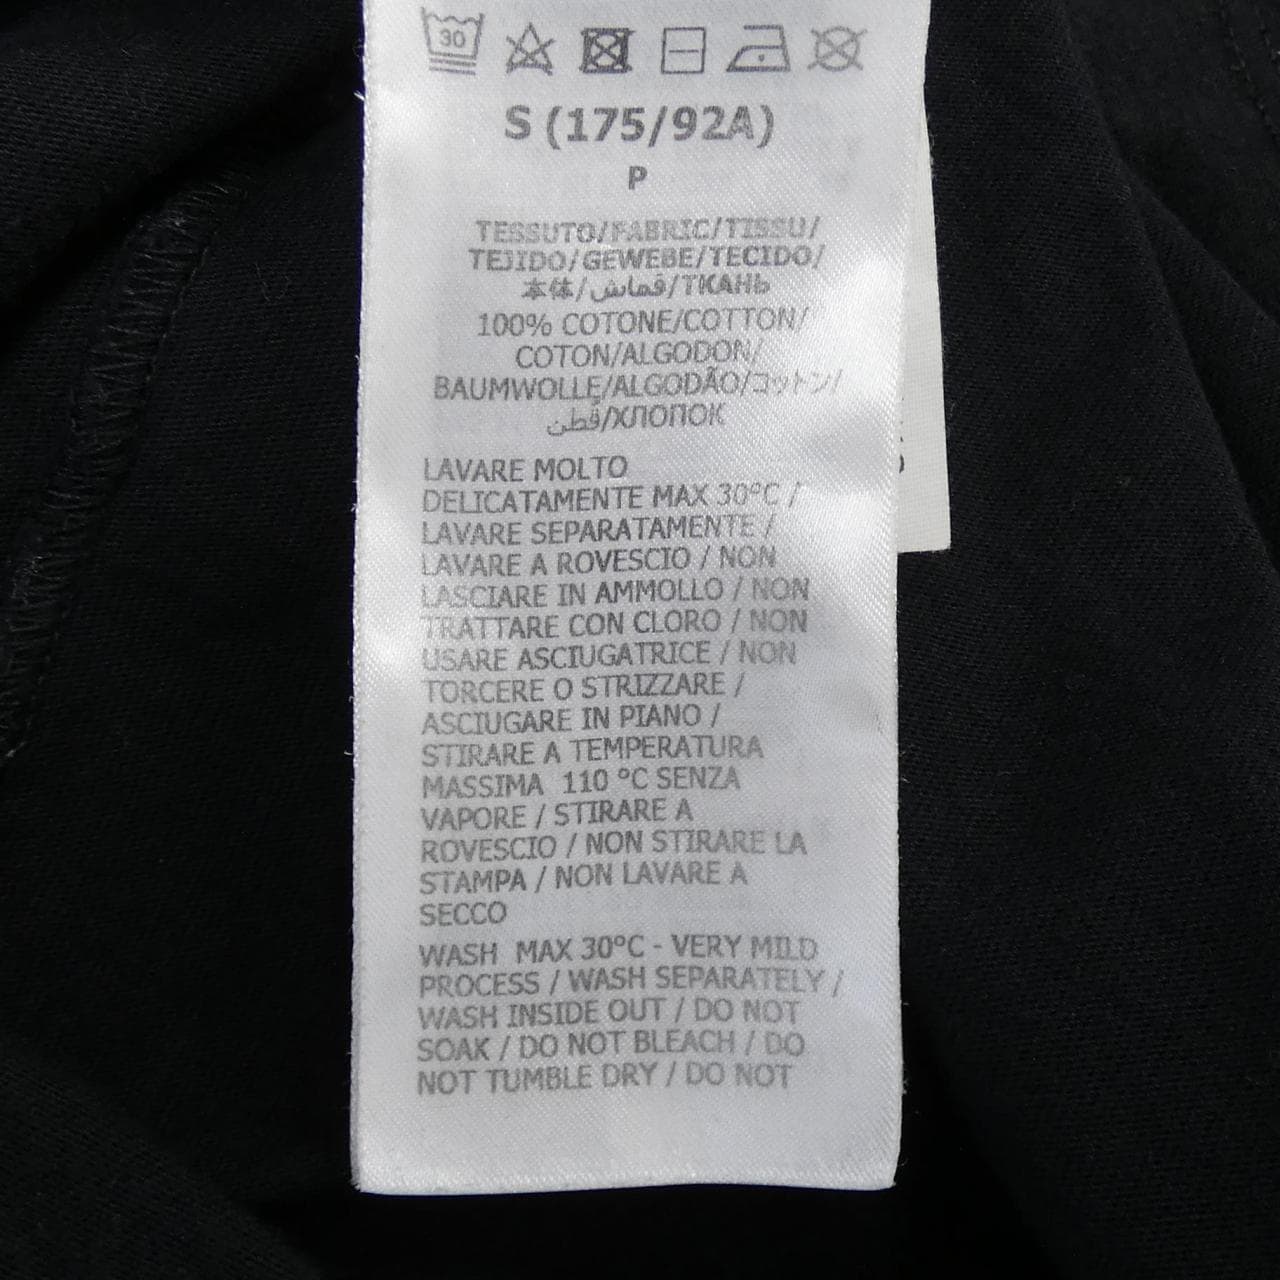 30
S (175/92A)
P
TESSUTO/FABRIC/TISSU/
TEJIDO/GEWEBE/TECIDO/
本体/قماش/ТКАНЬ
100% COTONE/COTTON/
COTON/ALGODON/
BAUMWOLLE/ALGODÃO/コットン/
قطن/ХЛОПОК
LAVARE MOLTO
DELICATAMENTE MAX 30°C /
LAVARE SEPARATAMENTE /
LAVARE A ROVESCIO / NON
LASCIARE IN AMMOLLO / NON
TRATTARE CON CLORO / NON
USARE ASCIUGATRICE / NON
TORCERE O STRIZZARE /
ASCIUGARE IN PIANO /
STIRARE A TEMPERATURA
MASSIMA 110 °C SENZA
VAPORE / STIRARE A
ROVESCIO / NON STIRARE LA
STAMPA / NON LAVARE A
SECCO
WASH MAX 30°C - VERY MILD
PROCESS / WASH SEPARATELY /
WASH INSIDE OUT / DO NOT
SOAK / DO NOT BLEACH / DO
NOT TUMBLE DRY / DO NOT